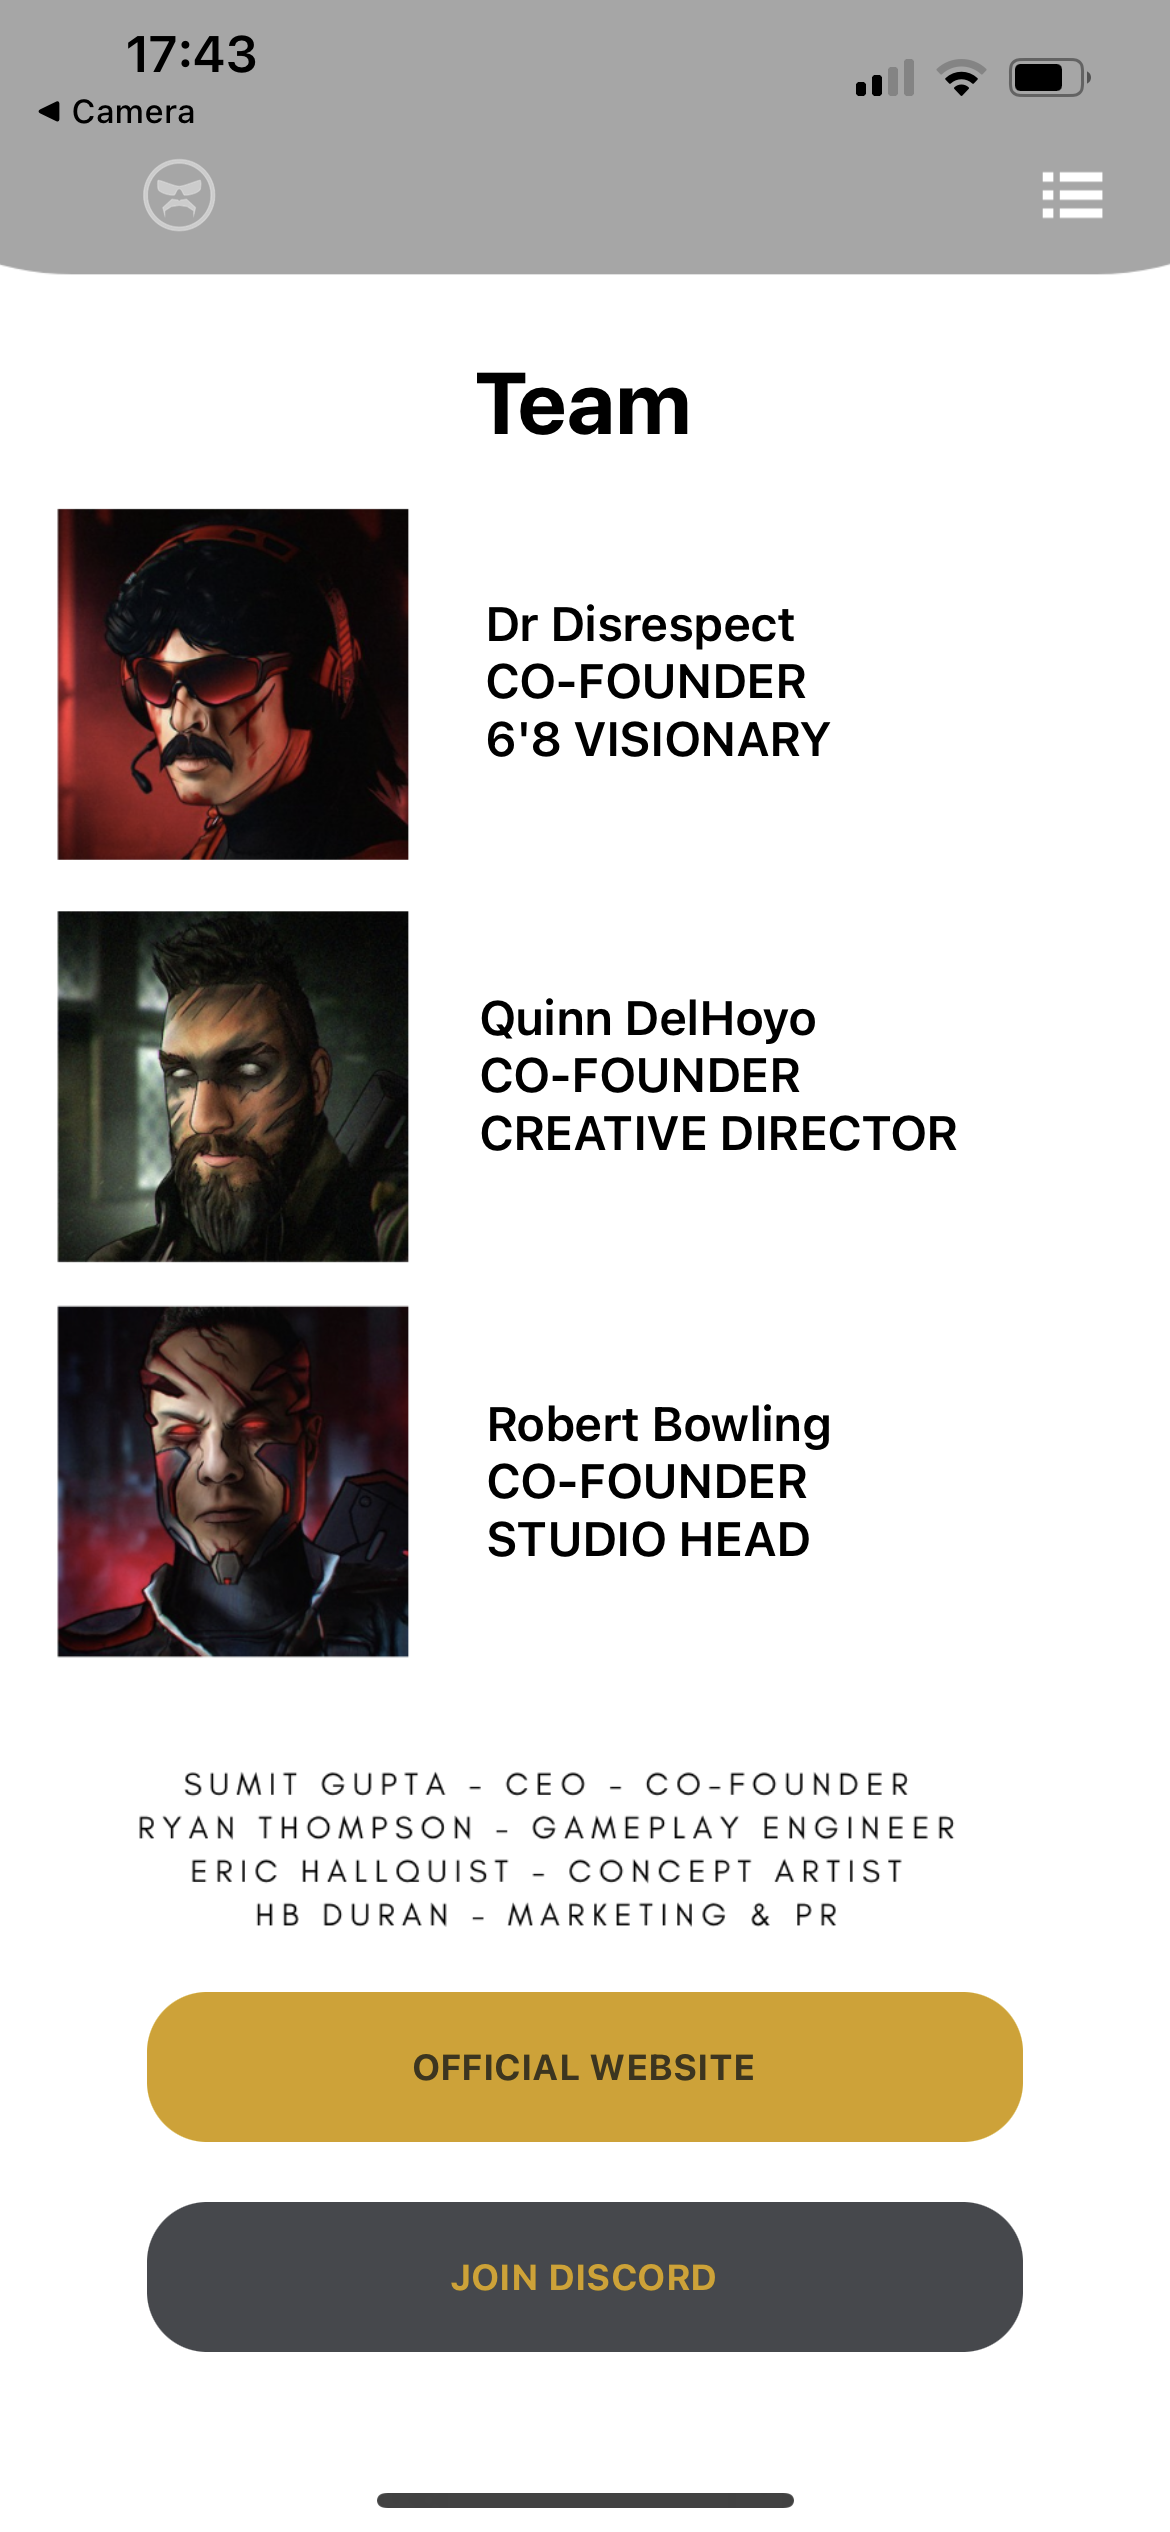 17:43
◀ Camera
Team
Dr Disrespect
CO-FOUNDER
6'8 VISIONARY
Quinn DelHoyo
CO-FOUNDER
CREATIVE DIRECTOR
Robert Bowling
CO-FOUNDER
STUDIO HEAD
SUMIT GUPTA - CEO - CO-FOUNDER
RYAN THOMPSON - GAMEPLAY ENGINEER
ERIC HALLQUIST - CONCEPT ARTIST
HB DURAN - MARKETING & PR
OFFICIAL WEBSITE
JOIN DISCORD